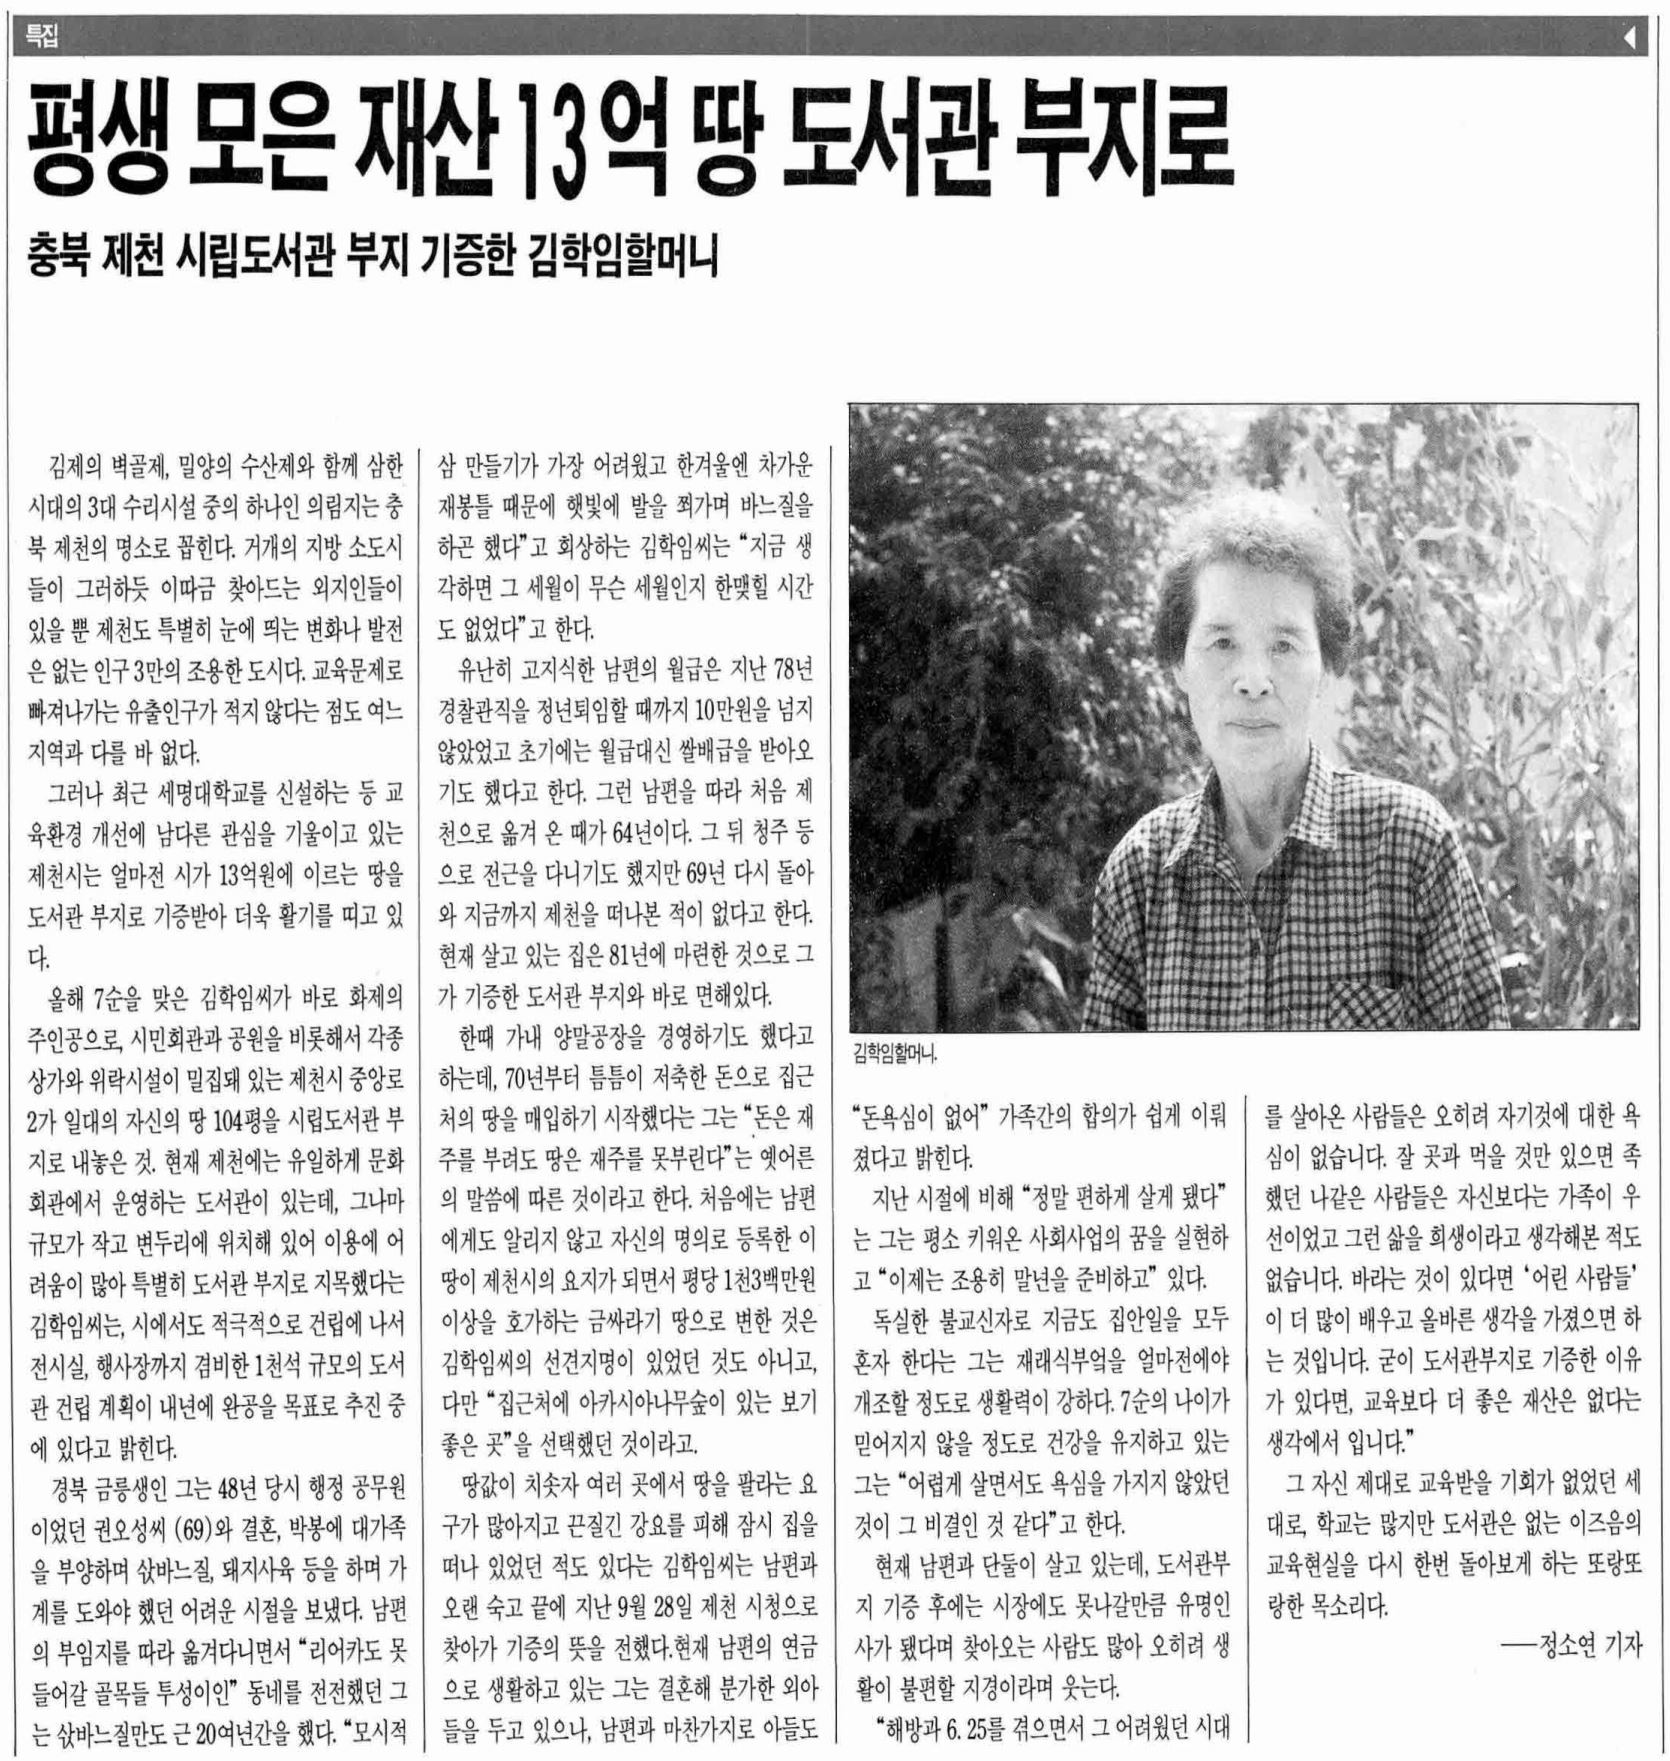 특집
평생 모은 재산 13억 땅 도서관 부지로
충북 제천 시립도서관 부지 기증한 김학임할머니
김제의 벽골제, 밀양의 수산제와 함께 삼한
시대의 3대 수리시설 중의 하나인 의림지는 충
북 제천의 명소로 꼽힌다. 거개의 지방 소도시
들이 그러하듯 이따금 찾아드는 외지인들이
있을 뿐 제천도 특별히 눈에 띄는 변화나 발전
은 없는 인구 3만의 조용한 도시다. 교육문제로
빠져나가는 유출인구가 적지 않다는 점도 여느
지역과 다를 바 없다.
그러나 최근 세명대학교를 신설하는 등 교
육환경 개선에 남다른 관심을 기울이고 있는
제천시는 얼마전 시가 13억원에 이르는 땅을
도서관 부지로 기증받아 더욱 활기를 띠고 있
다.
올해 7순을 맞은 김학임씨가 바로 화제의
주인공으로, 시민회관과 공원을 비롯해서 각종
상가와 위락시설이 밀집돼 있는 제천시 중앙로
2가 일대의 자신의 땅 104평을 시립도서관 부
지로 내놓은 것. 현재 제천에는 유일하게 문화
회관에서 운영하는 도서관이 있는데, 그나마
규모가 작고 변두리에 위치해 있어 이용에 어
려움이 많아 특별히 도서관 부지로 지목했다는
김학임씨는, 시에서도 적극적으로 건립에 나서
전시실, 행사장까지 겸비한 1천석 규모의 도서
관 건립 계획이 내년에 완공을 목표로 추진 중
에 있다고 밝힌다.
경북 금릉생인 그는 48년 당시 행정 공무원
이었던 권오성씨 (69)와 결혼, 박봉에 대가족
을 부양하며 삯바느질, 돼지사육 등을 하며 가
계를 도와야 했던 어려운 시절을 보냈다. 남편
의 부임지를 따라 옮겨다니면서 “리어카도 못
들어갈 골목들 투성이인” 동네를 전전했던 그
는 삯바느질만도 근 20여년간을 했다. “모시적
삼 만들기가 가장 어려웠고 한겨울엔 차가운
재봉틀 때문에 햇빛에 발을 쬐가며 바느질을
하곤 했다”고 회상하는 김학임씨는 “지금 생
각하면 그 세월이 무슨 세월인지 한맺힐 시간
도 없었다”고 한다.
유난히 고지식한 남편의 월급은 지난 78년
경찰관직을 정년퇴임할 때까지 10만원을 넘지
않았었고 초기에는 월급대신 쌀배급을 받아오
기도 했다고 한다. 그런 남편을 따라 처음 제
천으로 옮겨 온 때가 64년이다. 그 뒤 청주 등
으로 전근을 다니기도 했지만 69년 다시 돌아
와 지금까지 제천을 떠나본 적이 없다고 한다.
현재 살고 있는 집은 81년에 마련한 것으로 그
가 기증한 도서관 부지와 바로 면해있다.
한때 가내 양말공장을 경영하기도 했다고
하는데, 70년부터 틈틈이 저축한 돈으로 집근
처의 땅을 매입하기 시작했다는 그는 “돈은 재
주를 부려도 땅은 재주를 못부린다”는 옛어른
의 말씀에 따른 것이라고 한다. 처음에는 남편
에게도 알리지 않고 자신의 명의로 등록한 이
땅이 제천시의 요지가 되면서 평당 1천3백만원
이상을 호가하는 금싸라기 땅으로 변한 것은
김학임씨의 선견지명이 있었던 것도 아니고,
다만 “집근처에 아카시아나무숲이 있는 보기
좋은 곳”을 선택했던 것이라고.
땅값이 치솟자 여러 곳에서 땅을 팔라는 요
구가 많아지고 끈질긴 강요를 피해 잠시 집을
떠나 있었던 적도 있다는 김학임씨는 남편과
오랜 숙고 끝에 지난 9월 28일 제천 시청으로
찾아가 기증의 뜻을 전했다.현재 남편의 연금
으로 생활하고 있는 그는 결혼해 분가한 외아
들을 두고 있으나, 남편과 마찬가지로 아들도
김학임할머니.
“돈욕심이 없어” 가족간의 합의가 쉽게 이뤄
졌다고 밝힌다.
지난 시절에 비해 “정말 편하게 살게 됐다”
는 그는 평소 키워온 사회사업의 꿈을 실현하
고 “이제는 조용히 말년을 준비하고” 있다.
독실한 불교신자로 지금도 집안일을 모두
혼자 한다는 그는 재래식부엌을 얼마전에야
개조할 정도로 생활력이 강하다. 7순의 나이가
믿어지지 않을 정도로 건강을 유지하고 있는
그는 “어렵게 살면서도 욕심을 가지지 않았던
것이 그 비결인 것 같다”고 한다.
현재 남편과 단둘이 살고 있는데, 도서관부
지 기증 후에는 시장에도 못나갈만큼 유명인
사가 됐다며 찾아오는 사람도 많아 오히려 생
활이 불편할 지경이라며 웃는다.
“해방과 6. 25를 겪으면서 그 어려웠던 시대
를 살아온 사람들은 오히려 자기것에 대한 욕
심이 없습니다. 잘 곳과 먹을 것만 있으면 족
했던 나같은 사람들은 자신보다는 가족이 우
선이었고 그런 삶을 희생이라고 생각해본 적도
없습니다. 바라는 것이 있다면 ‘어린 사람들’
이 더 많이 배우고 올바른 생각을 가졌으면 하
는 것입니다. 굳이 도서관부지로 기증한 이유
가 있다면, 교육보다 더 좋은 재산은 없다는
생각에서 입니다.”
그 자신 제대로 교육받을 기회가 없었던 세
대로, 학교는 많지만 도서관은 없는 이즈음의
교육현실을 다시 한번 돌아보게 하는 또랑또
랑한 목소리다.
──정소연 기자